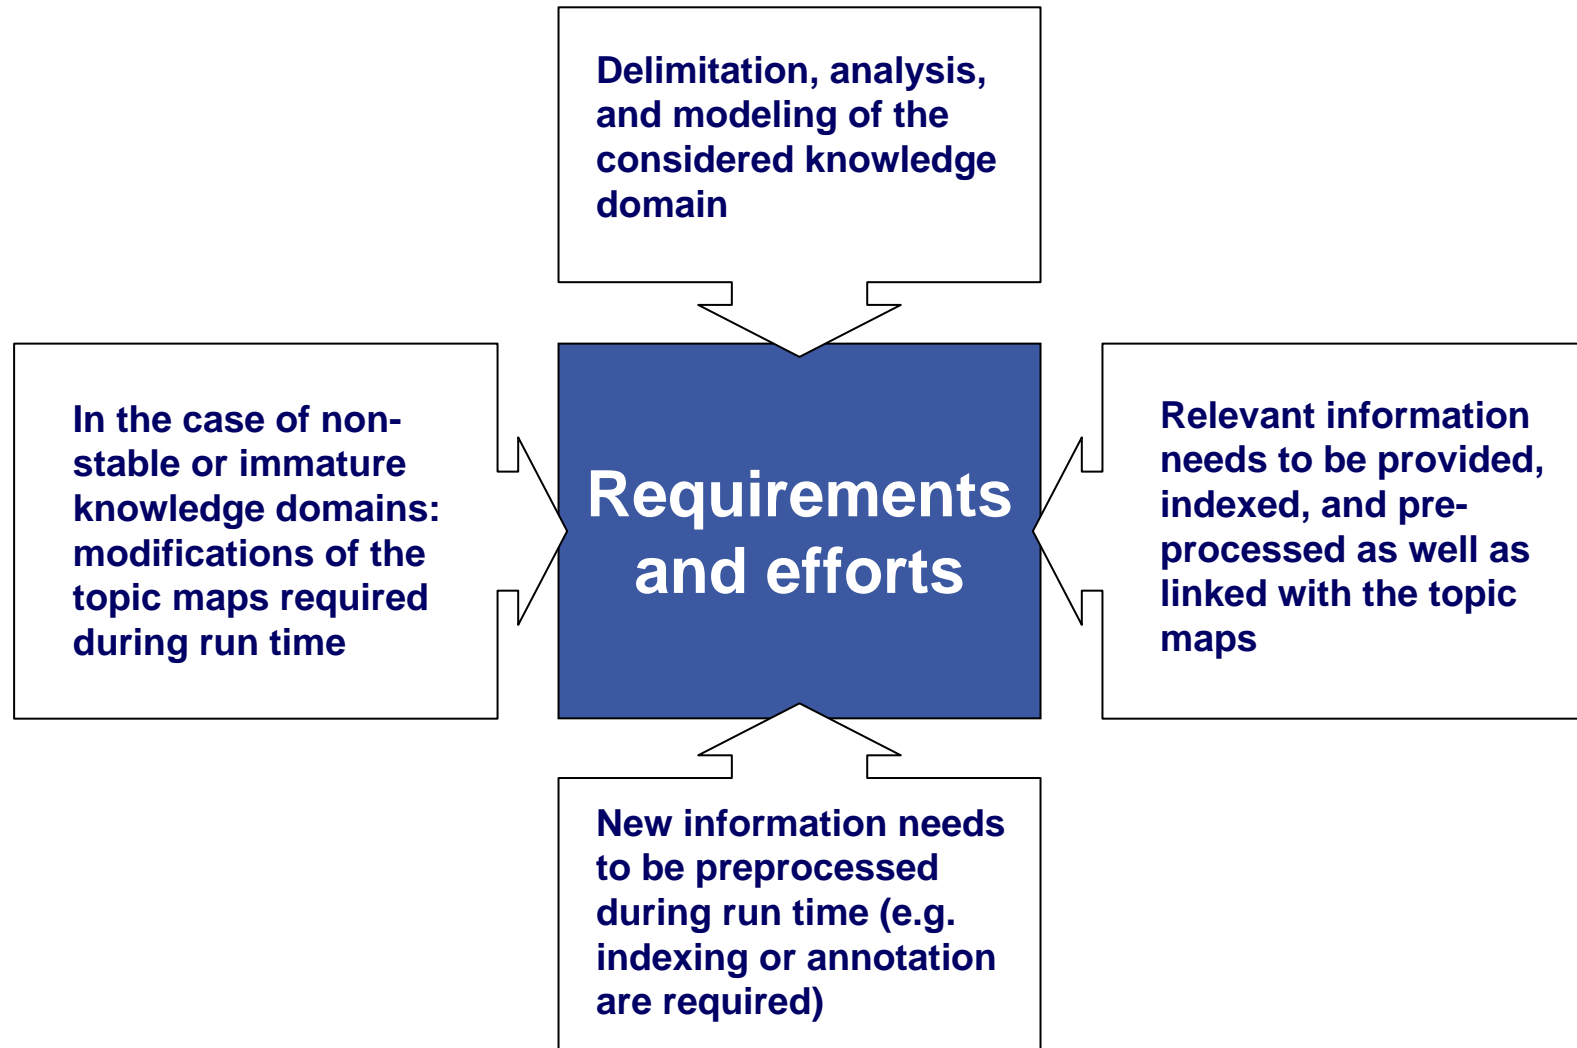 Delimitation, analysis,
and modeling of the
considered knowledge
domain
In the case of non-
stable or immature
knowledge domains:
modifications of the
topic maps required
during run time
Requirements
and efforts
Relevant information
needs to be provided,
indexed, and pre-
processed as well as
linked with the topic
maps
New information needs
to be preprocessed
during run time (e.g.
indexing or annotation
are required)